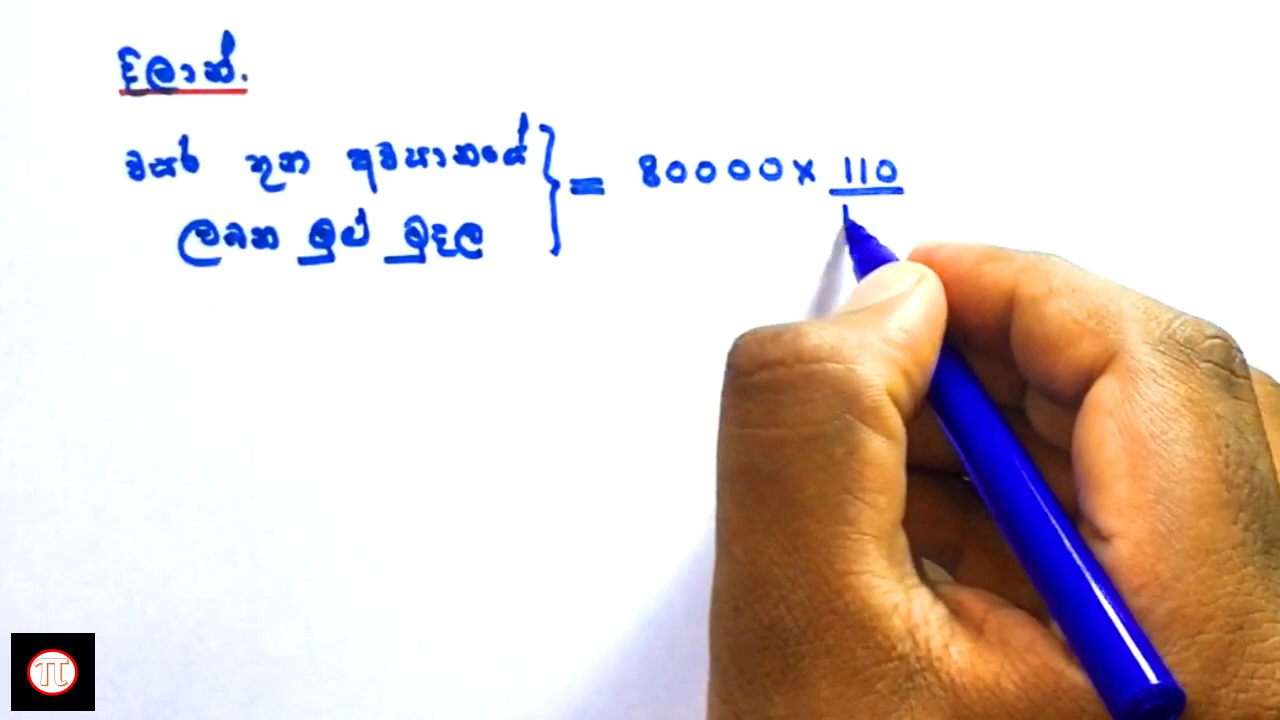 දිලාන්.
වසර තුන අවසානයේ
ලබන මුළු මුදල
= 80000 × 110
π